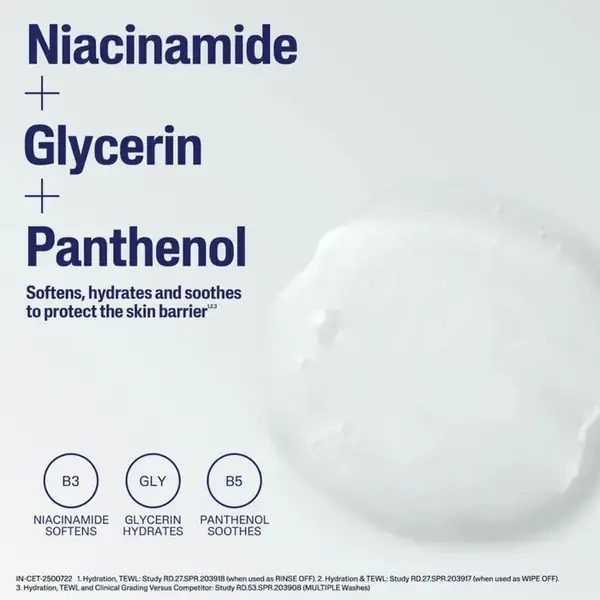 Niacinamide
+
Glycerin
+
Panthenol
Softens, hydrates and soothes
to protect the skin barrier1,2,3
B3 GLY B5
NIACINAMIDE GLYCERIN PANTHENOL
SOFTENS HYDRATES SOOTHES
IN-CET-2500722 1. Hydration, TEWL: Study RD.27.SPR.203918 (when used as RINSE OFF). 2. Hydration & TEWL: Study RD.27.SPR.203917 (when used as WIPE OFF).
3. Hydration, TEWL and Clinical Grading Versus Competitor: Study RD.53.SPR.203908 (MULTIPLE Washes)